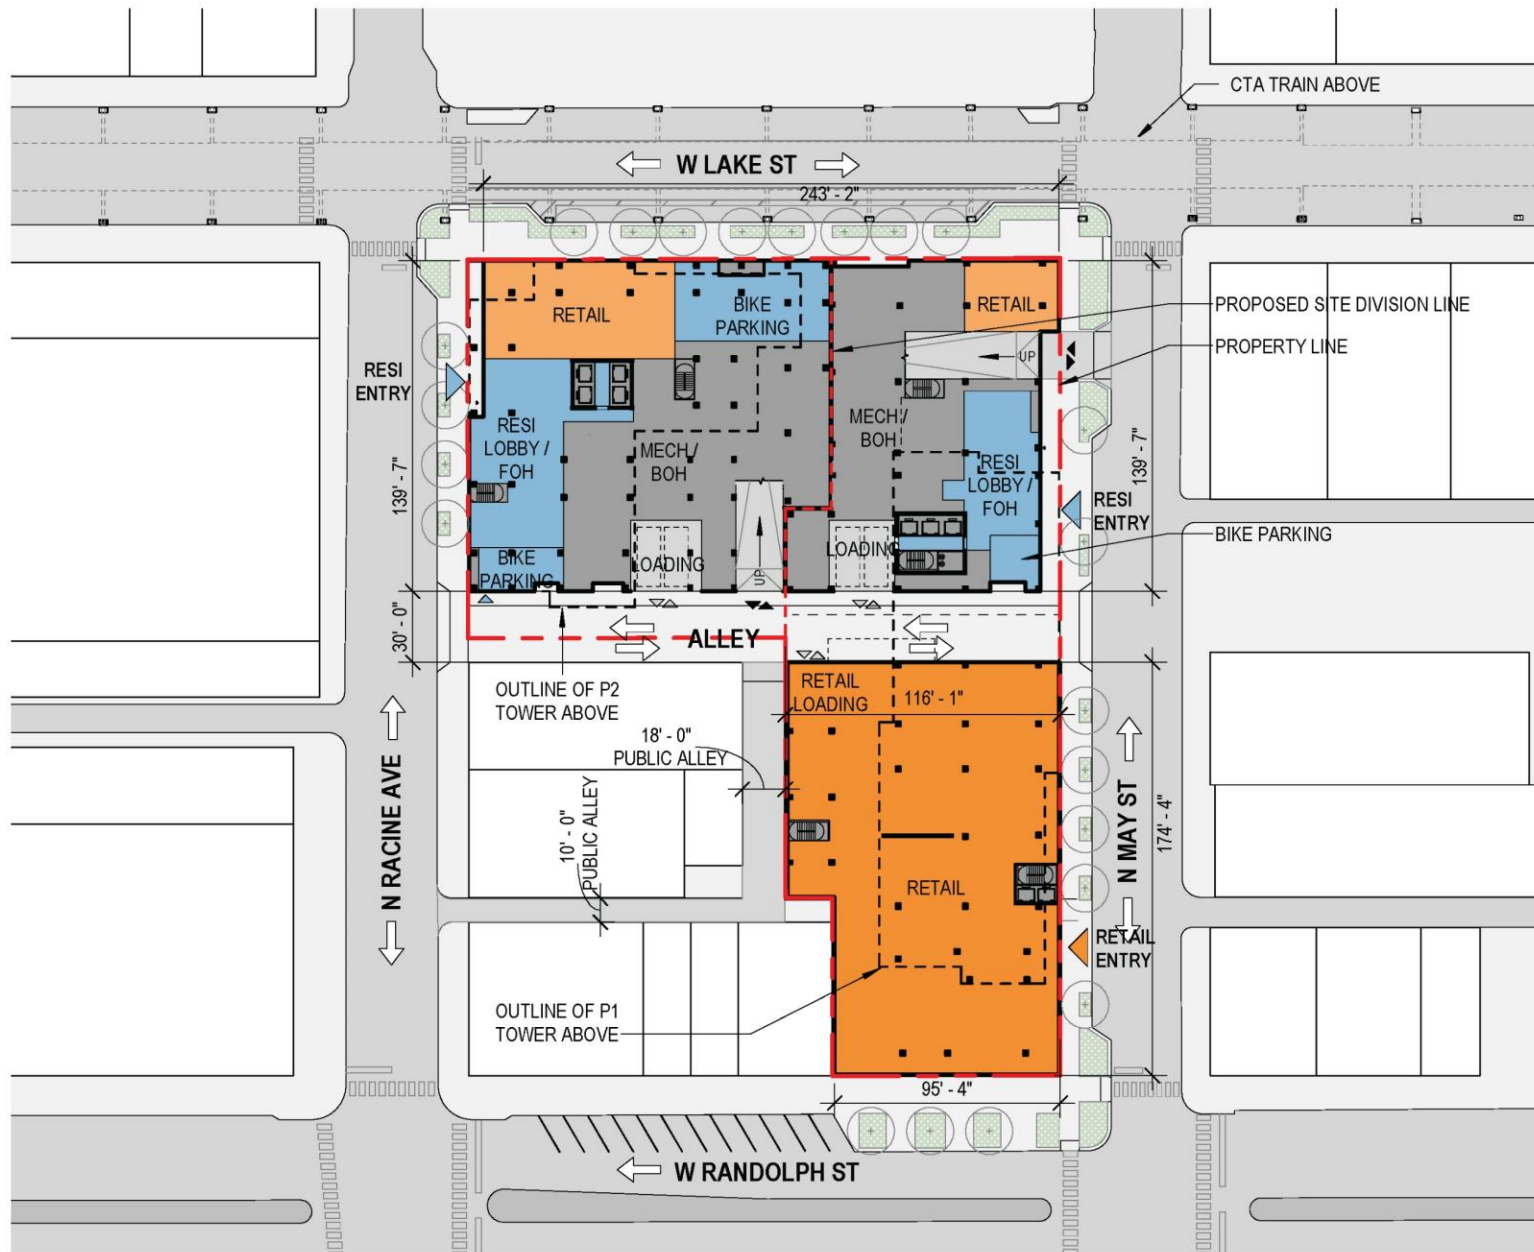 CTA TRAIN ABOVE
W LAKE ST
243' - 2"
RETAIL
BIKE
PARKING
RETAIL
PROPOSED SITE DIVISION LINE
PROPERTY LINE
UP
RESI
ENTRY
RESI
LOBBY /
FOH
MECH /
BOH
MECH /
BOH
RESI
LOBBY /
FOH
139' - 7"
139' - 7"
RESI
ENTRY
BIKE PARKING
BIKE
PARKING
LOADING
UP
LOADING
30' - 0"
ALLEY
OUTLINE OF P2
TOWER ABOVE
RETAIL
LOADING
116' - 1"
18' - 0"
PUBLIC ALLEY
10' - 0"
PUBLIC ALLEY
N RACINE AVE
N MAY ST
174' - 4"
RETAIL
RETAIL
ENTRY
OUTLINE OF P1
TOWER ABOVE
95' - 4"
W RANDOLPH ST